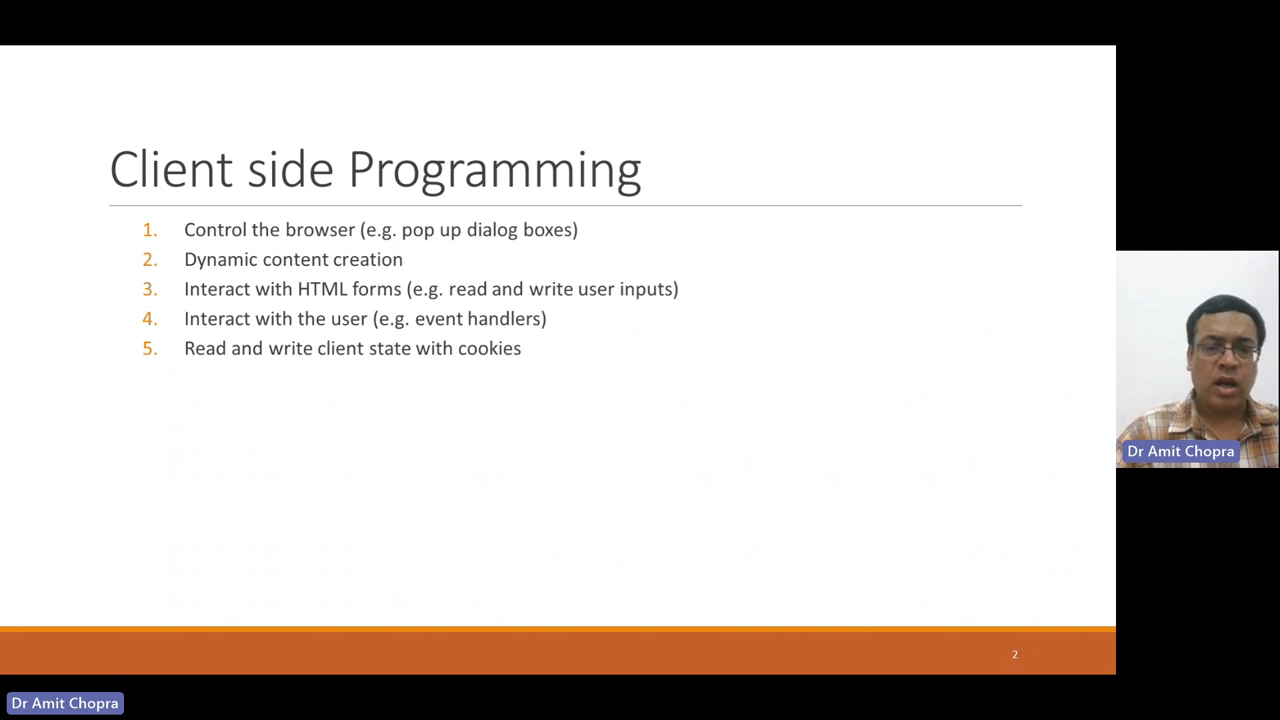 Client side Programming
1. Control the browser (e.g. pop up dialog boxes)
2. Dynamic content creation
3. Interact with HTML forms (e.g. read and write user inputs)
4. Interact with the user (e.g. event handlers)
5. Read and write client state with cookies
Dr Amit Chopra
2
Dr Amit Chopra